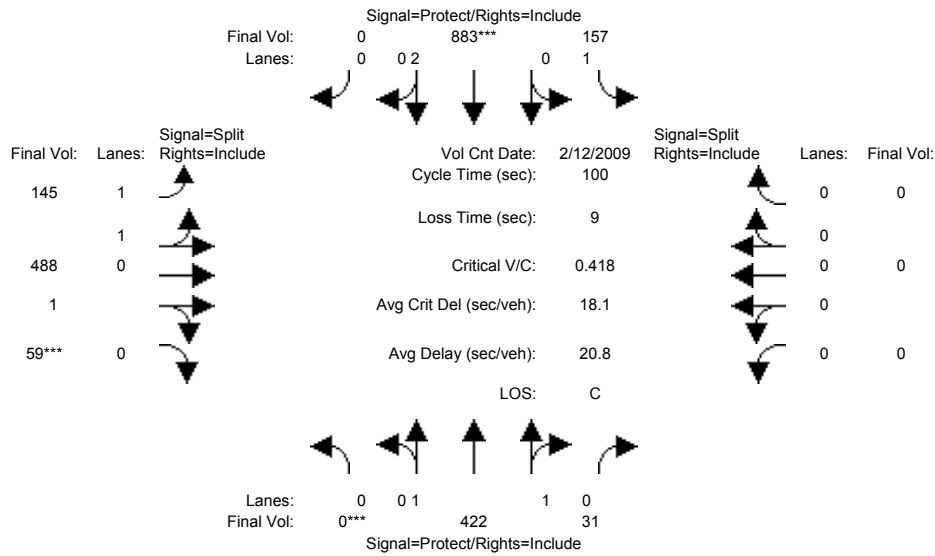 Signal=Protect/Rights=Include
Final Vol: 0 883*** 157
Lanes: 0 0 2 0 1
Signal=Split
Final Vol: Lanes: Rights=Include
Vol Cnt Date: 2/12/2009
Signal=Split
Rights=Include Lanes: Final Vol:
Cycle Time (sec): 100
145 1
0 0
Loss Time (sec): 9
1
0
488 0
Critical V/C: 0.418
0 0
1
1
Avg Crit Del (sec/veh): 18.1
0
59*** 0
Avg Delay (sec/veh): 20.8
0 0
LOS: C
Lanes: 0 0 1 1 0
Final Vol: 0*** 422 31
Signal=Protect/Rights=Include